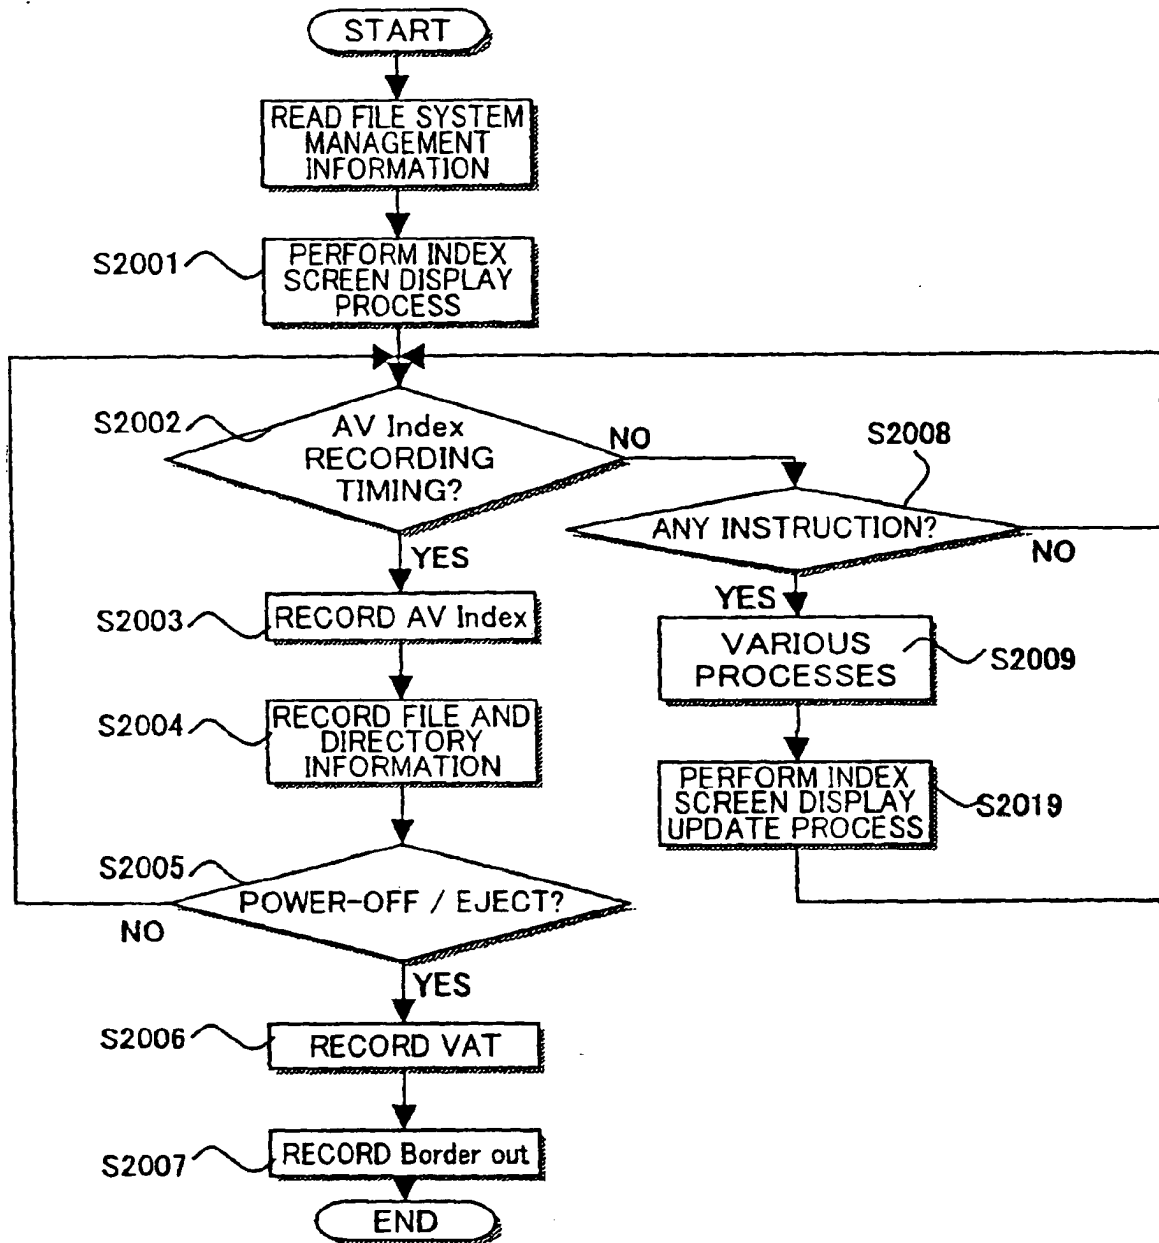 START
READ FILE SYSTEM
MANAGEMENT
INFORMATION
S2001
PERFORM INDEX
SCREEN DISPLAY
PROCESS
S2002
AV Index
RECORDING
TIMING?
NO
S2008
ANY INSTRUCTION?
NO
YES
YES
S2003
RECORD AV Index
VARIOUS
PROCESSES
S2009
S2004
RECORD FILE AND
DIRECTORY
INFORMATION
PERFORM INDEX
SCREEN DISPLAY
UPDATE PROCESS
S2019
S2005
POWER-OFF / EJECT?
NO
YES
S2006
RECORD VAT
S2007
RECORD Border out
END